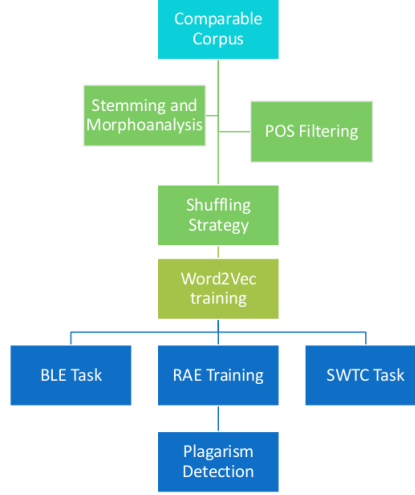 Comparable
Corpus
Stemming and
Morphoanalysis
POS Filtering
Shuffling
Strategy
Word2Vec
training
BLE Task
RAE Training
SWTC Task
Plagarism
Detection